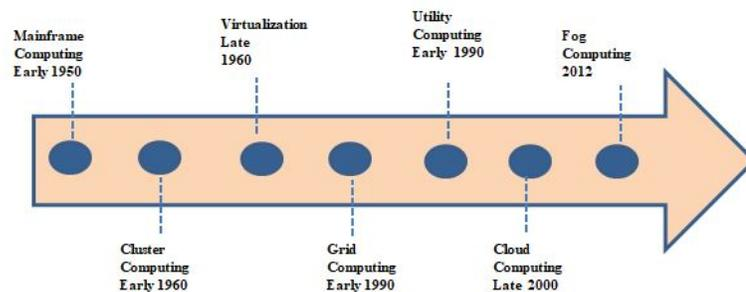 Mainframe
Computing
Early 1950
Virtualization
Late
1960
Utility
Computing
Early 1990
Fog
Computing
2012
Cluster
Computing
Early 1960
Grid
Computing
Early 1990
Cloud
Computing
Late 2000